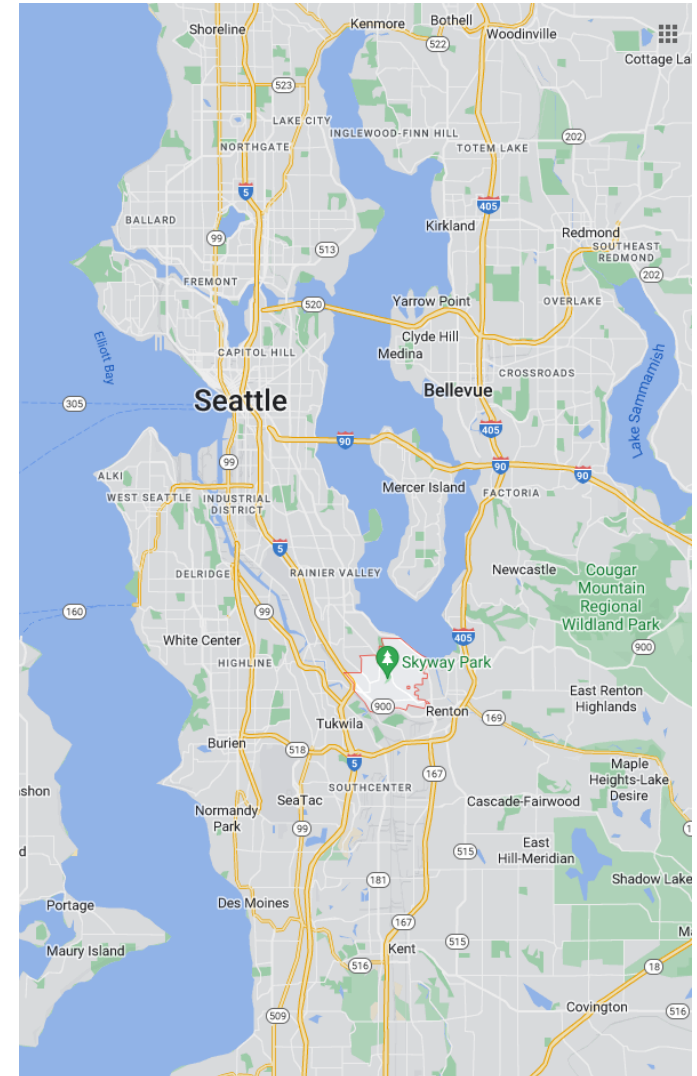 Shoreline
Kenmore
Bothell
522
Woodinville
Cottage La
523
LAKE CITY
INGLEWOOD-FINN HILL
202
NORTHGATE
TOTEM LAKE
5
405
BALLARD
Kirkland
99
513
Redmond
SOUTHEAST
REDMOND
202
FREMONT
520
Yarrow Point
OVERLAKE
Elliott Bay
Clyde Hill
CAPITOL HILL
Medina
CROSSROADS
Lake Sammamish
Seattle
Bellevue
305
405
90
99
90
90
ALKI
WEST SEATTLE
INDUSTRIAL
DISTRICT
Mercer Island
FACTORIA
5
DELRIDGE
RAINIER VALLEY
Newcastle
Cougar
Mountain
Regional
Wildland Park
160
99
White Center
405
900
HIGHLINE
Skyway Park
East Renton
Highlands
900
Renton
169
Tukwila
Burien
518
5
167
Maple
Heights-Lake
Desire
shon
SOUTHCENTER
SeaTac
Cascade-Fairwood
Normandy
Park
99
1
d
515
East
Hill-Meridian
181
Shadow Lake
Portage
Des Moines
167
Ma
Maury Island
Kent
515
516
18
509
Covington
516